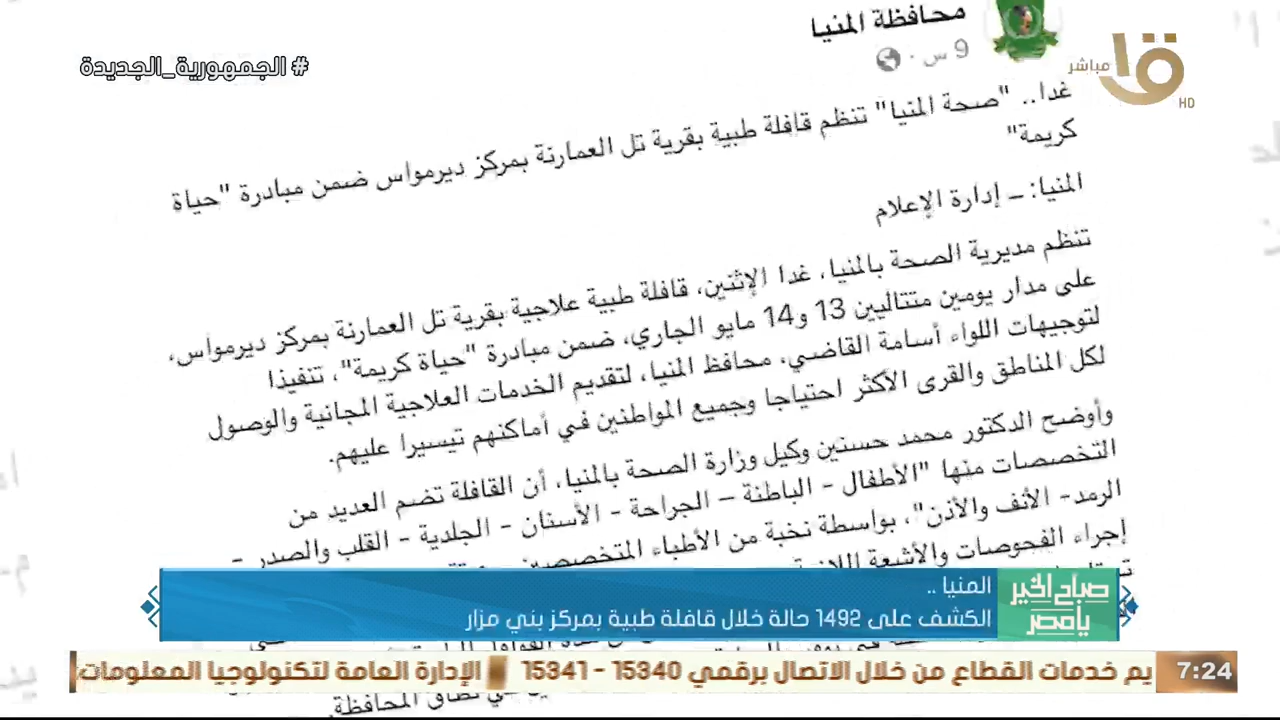 محافظة المنيا
9 س
# الجمهورية_الجديدة
مباشر
HD
غدا.. "صحة المنيا" تنظم قافلة طبية بقرية تل العمارنة بمركز ديرمواس ضمن مبادرة "حياة
كريمة"
المنيا: ــ إدارة الإعلام
تنظم مديرية الصحة بالمنيا، غدا الإثنين، قافلة طبية علاجية بقرية تل العمارنة بمركز ديرمواس،
على مدار يومين متتاليين 13 و14 مايو الجاري، ضمن مبادرة "حياة كريمة"، تنفيذا
لتوجيهات اللواء أسامة القاضي، محافظ المنيا، لتقديم الخدمات العلاجية المجانية والوصول
لكل المناطق والقرى الأكثر احتياجا وجميع المواطنين في أماكنهم تيسيرا عليهم.
وأوضح الدكتور محمد حسنين وكيل وزارة الصحة بالمنيا، أن القافلة تضم العديد من
التخصصات منها "الأطفال - الباطنة – الجراحة - الأسنان - الجلدية - القلب والصدر -
الرمد- الأنف والأذن"، بواسطة نخبة من الأطباء المتخصصين
إجراء الفحوصات والأشعة اللازمة
نطاق المحافظة.
صباح الخير يا مصر
المنيا ..
الكشف على 1492 حالة خلال قافلة طبية بمركز بني مزار
7:24
يم خدمات القطاع من خلال الاتصال برقمي 15340 - 15341
الإدارة العامة لتكنولوجيا المعلومات: